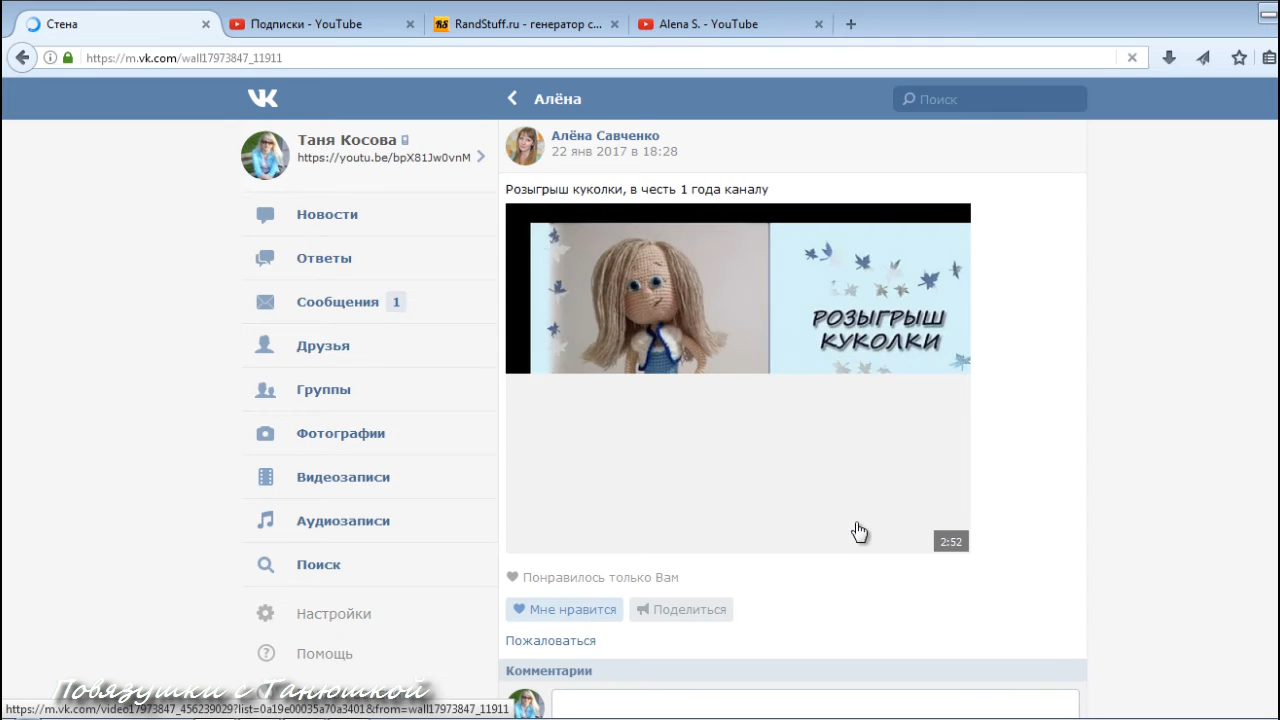 Стена
Подписки - YouTube
RandStuff.ru - генератор с...
Alena S. - YouTube
https://m.vk.com/wall17973847_11911
Алёна
Поиск
Таня Косова
https://youtu.be/bpX81Jw0vnM
Новости
Ответы
Сообщения 1
Друзья
Группы
Фотографии
Видеозаписи
Аудиозаписи
Поиск
Настройки
Помощь
Алёна Савченко
22 янв 2017 в 18:28
Розыгрыш куколки, в честь 1 года каналу
РОЗЫГРЫШ
КУКОЛКИ
2:52
Понравилось только Вам
Мне нравится
Поделиться
Пожаловаться
Комментарии
Повязушки с Танюшкой
https://m.vk.com/video17973847_456239029?list=0a19e00035a70a3401&from=wall17973847_11911